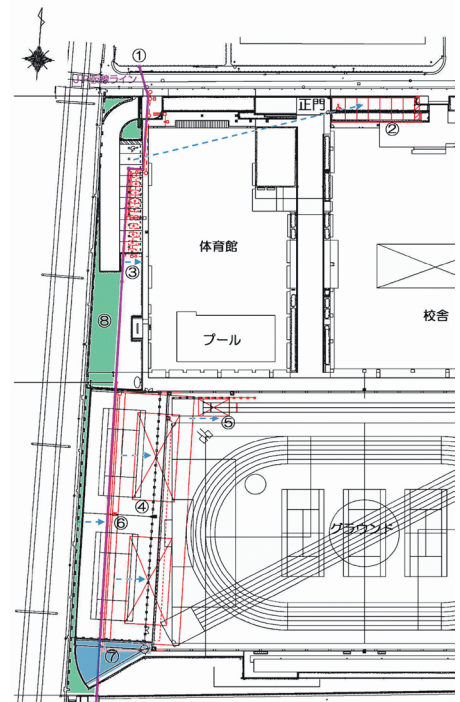 ①
正門
②
体育館
③
⑧
プール
校舎
⑤
④
⑥
グラウンド
⑦